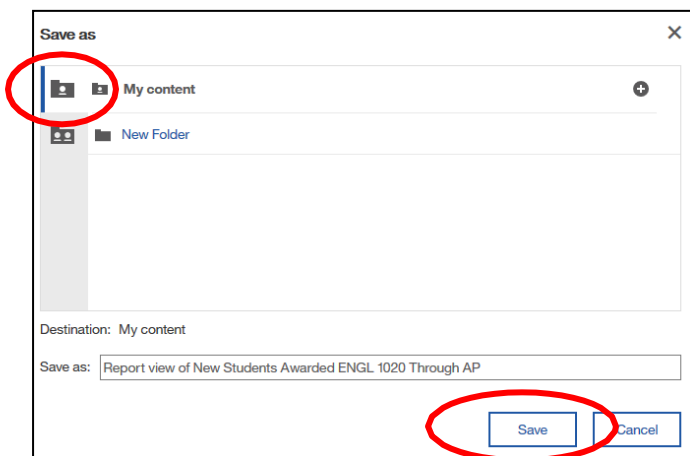 Save as
My content
New Folder
Destination: My content
Save as: Report view of New Students Awarded ENGL 1020 Through AP
Save Cancel